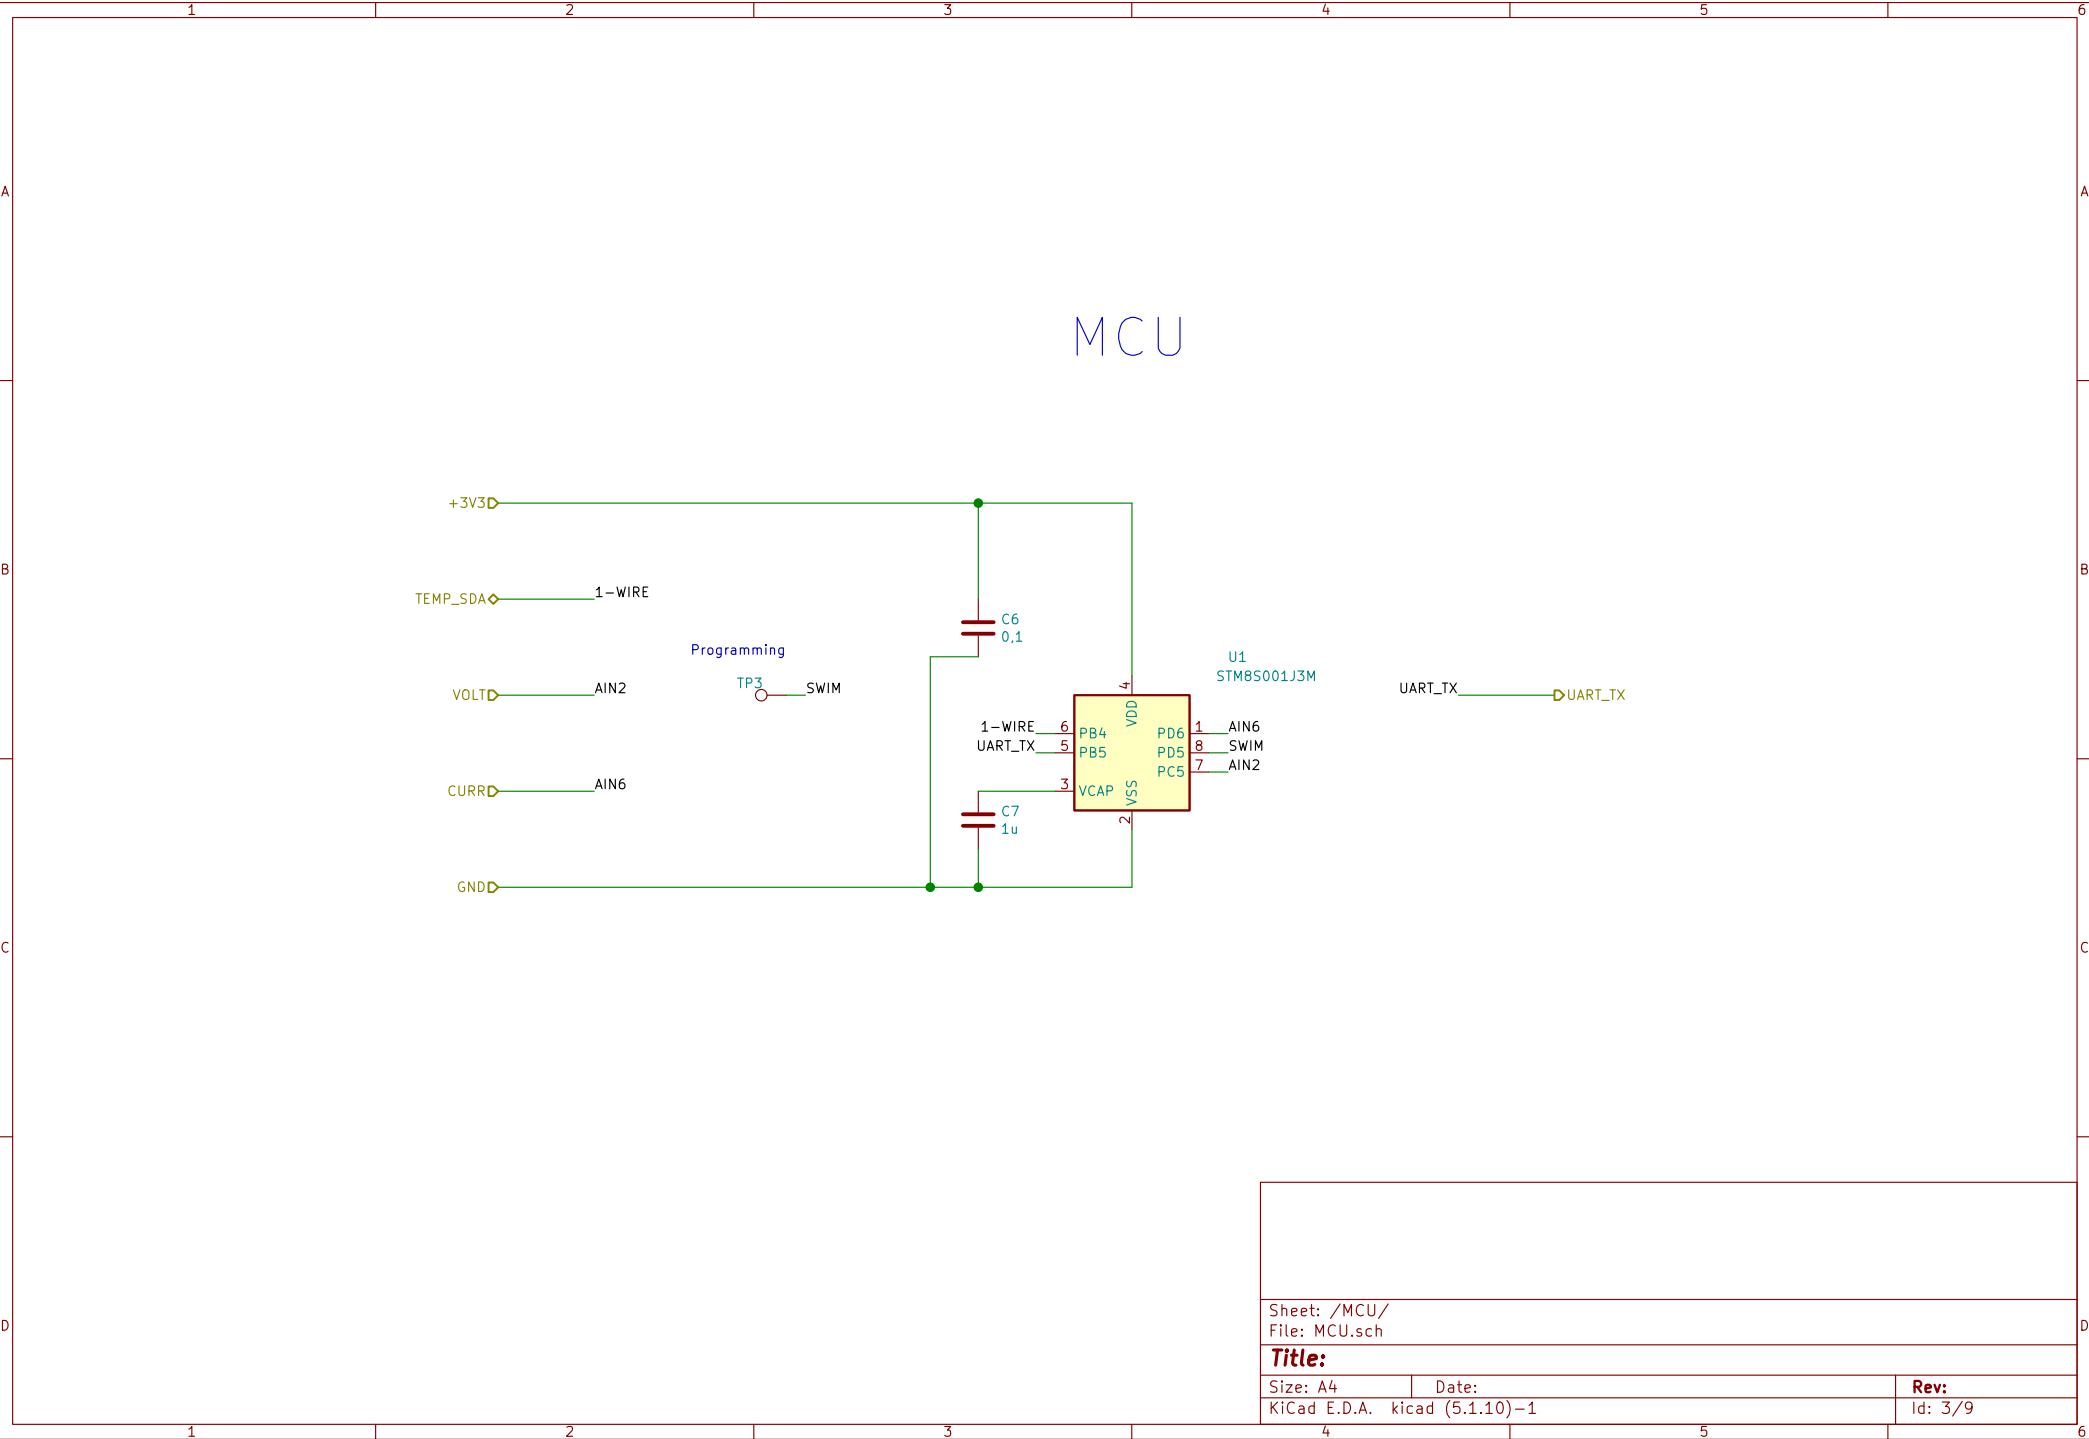 1 2 3 4 5 6
A A
MCU
+3V3
B B
TEMP_SDA 1-WIRE
C6
0,1
Programming
TP3 SWIM
VOLT AIN2
U1
STM8S001J3M
UART_TX UART_TX
4
VDD
1-WIRE 6 PB4 PD6 1 AIN6
UART_TX 5 PB5 PD5 8 SWIM
PC5 7 AIN2
CURR AIN6
3 VCAP VSS
2
C7
1u
GND
C C
Sheet: /MCU/
File: MCU.sch
D D
Title:
Size: A4 Date: Rev:
KiCad E.D.A. kicad (5.1.10)-1 Id: 3/9
1 2 3 4 5 6